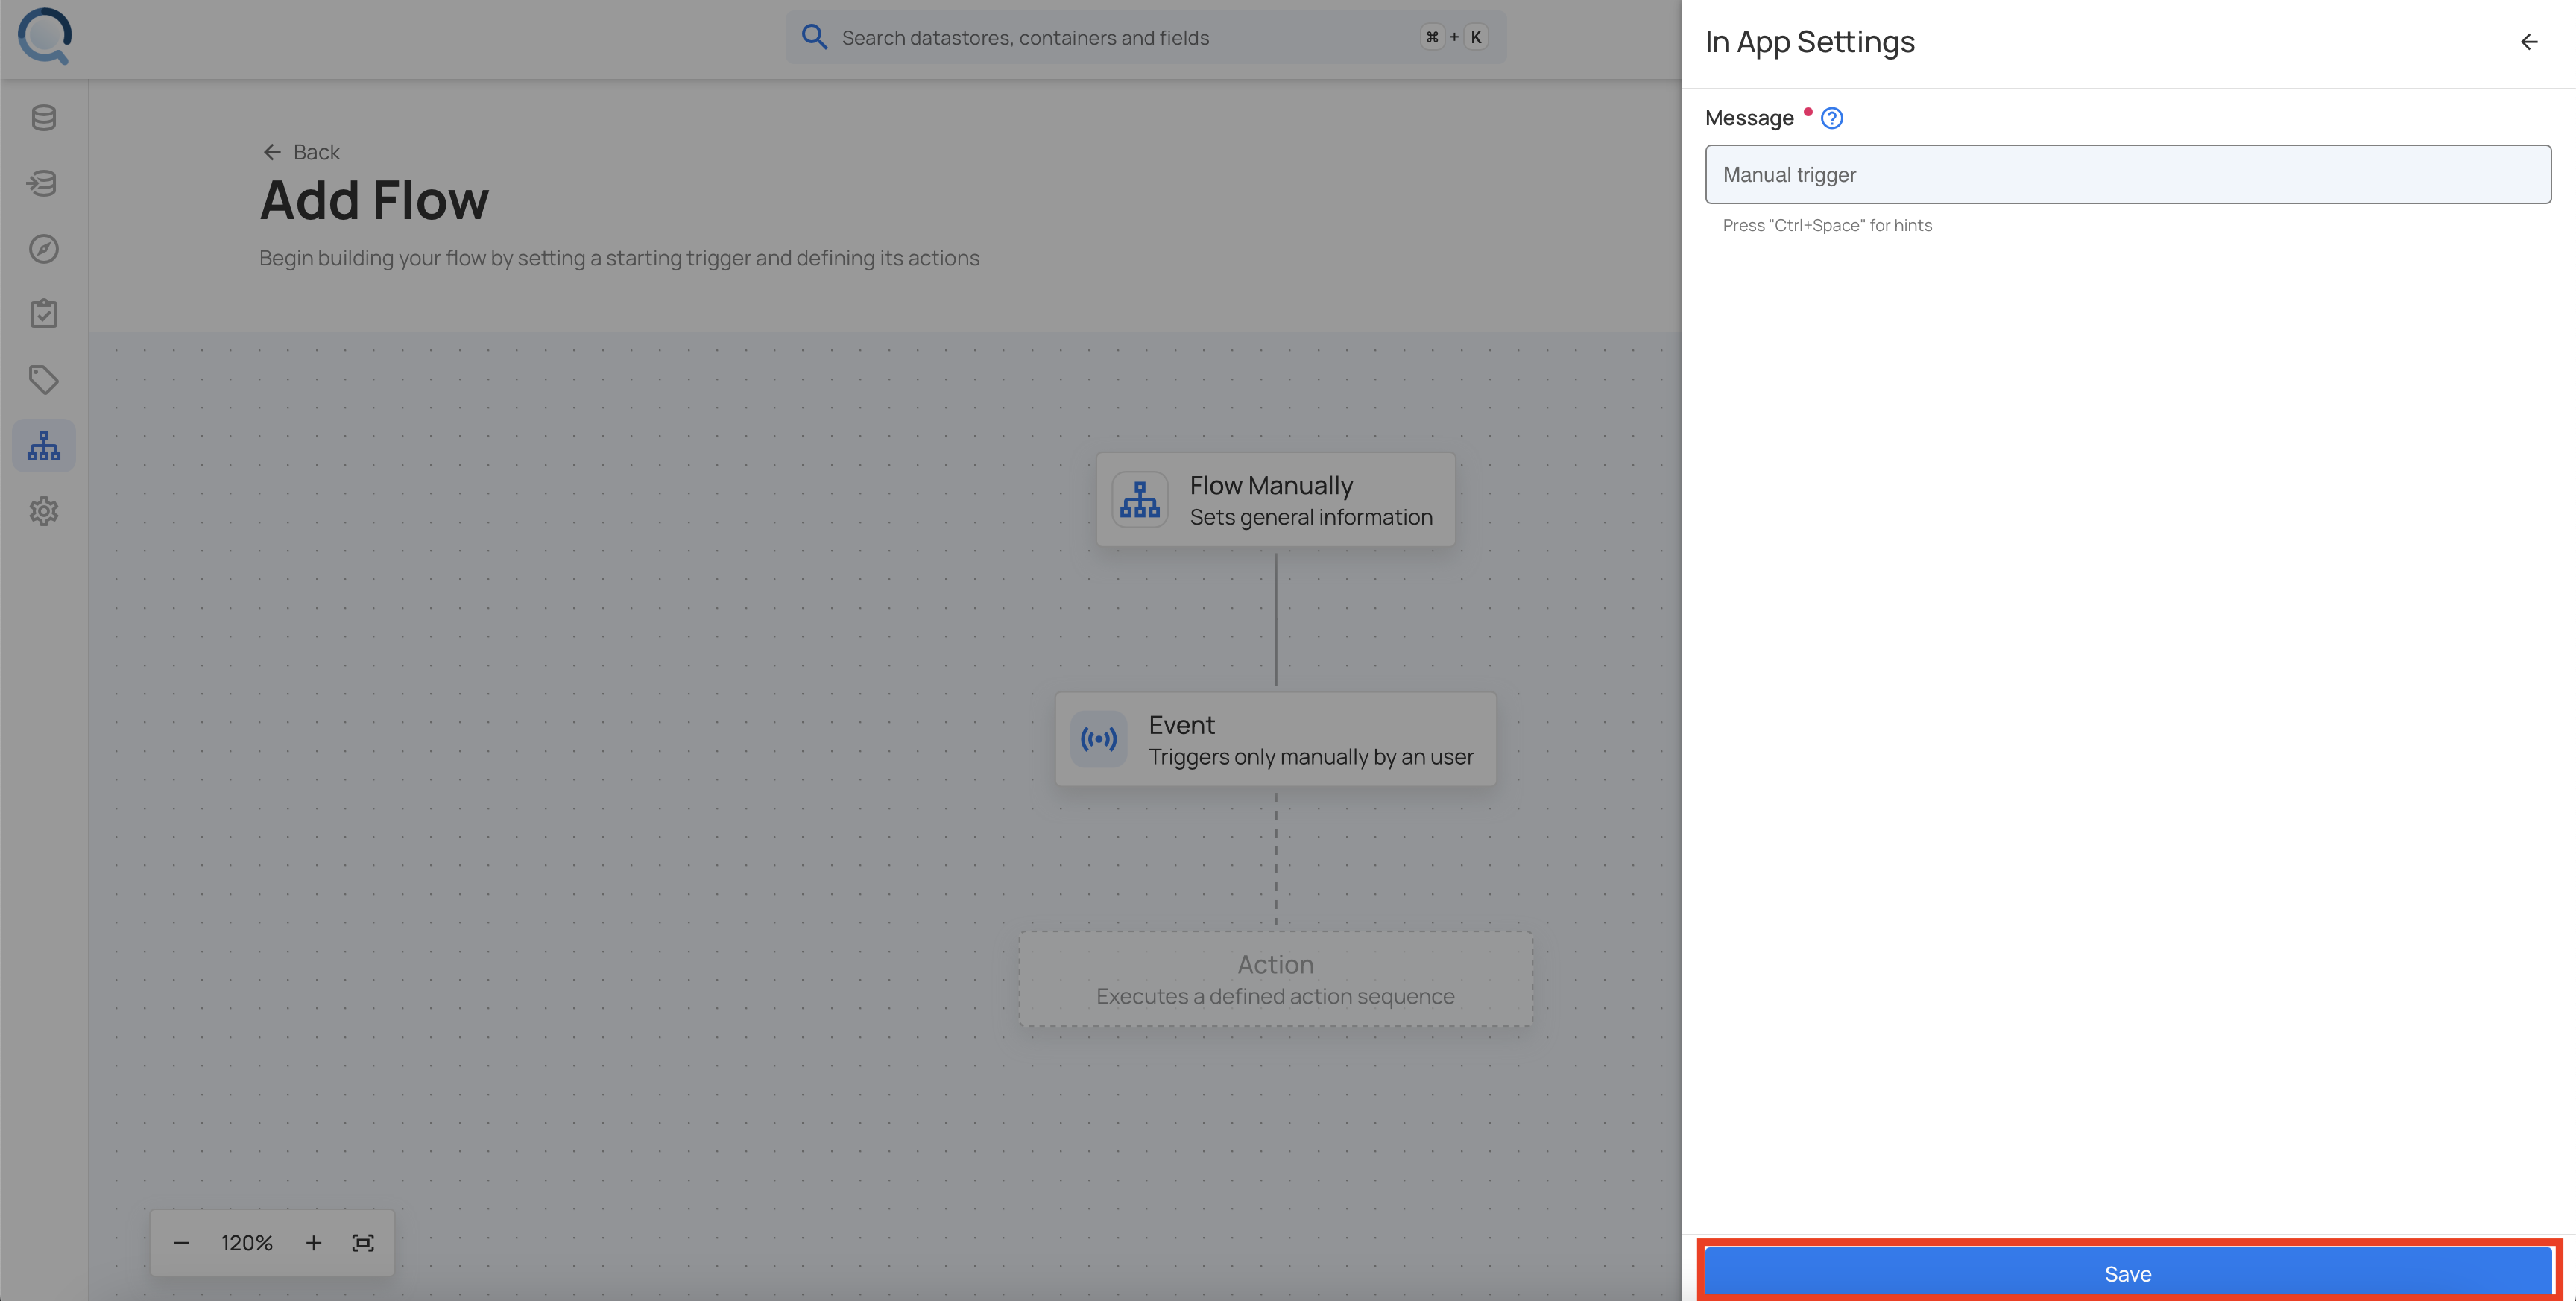 Search datastores, containers and fields
⌘ + K
Back
Add Flow
Begin building your flow by setting a starting trigger and defining its actions
Flow Manually
Sets general information
Event
Triggers only manually by an user
Action
Executes a defined action sequence
120%
In App Settings
Message
Manual trigger
Press "Ctrl+Space" for hints
Save